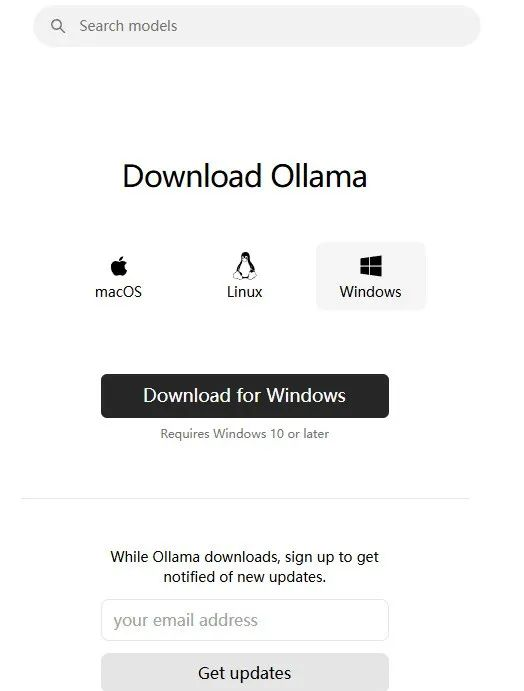 Search models
Download Ollama
macOS
Linux
Windows
Download for Windows
Requires Windows 10 or later
While Ollama downloads, sign up to get
notified of new updates.
your email address
Get updates